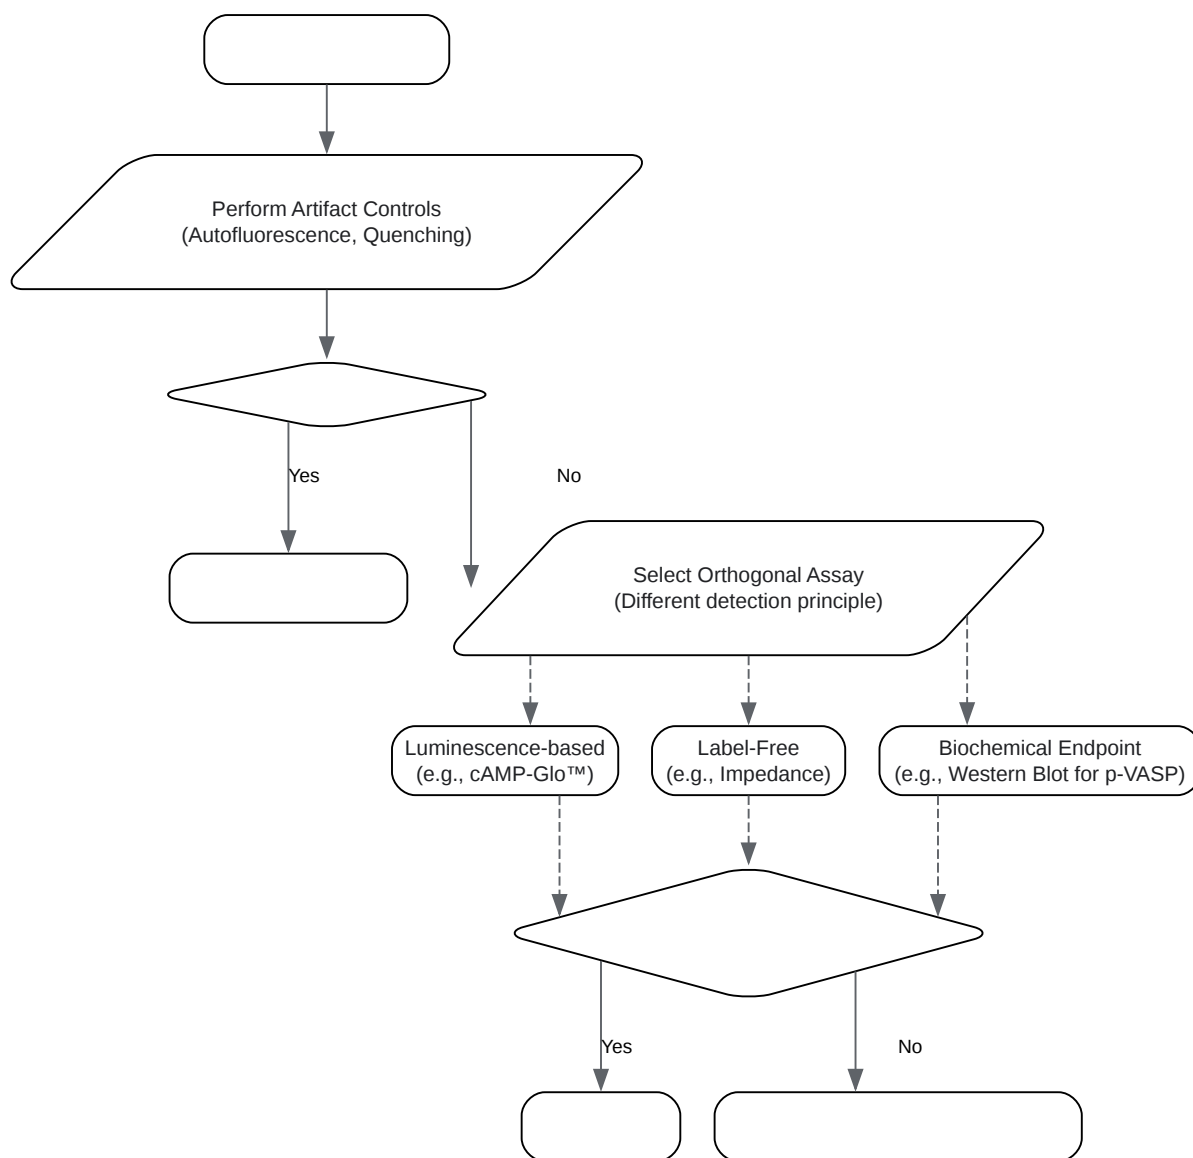 Perform Artifact Controls
(Autofluorescence, Quenching)
Yes
No
Select Orthogonal Assay
(Different detection principle)
Luminescence-based
(e.g., cAMP-Glo™)
Label-Free
(e.g., Impedance)
Biochemical Endpoint
(e.g., Western Blot for p-VASP)
Yes
No